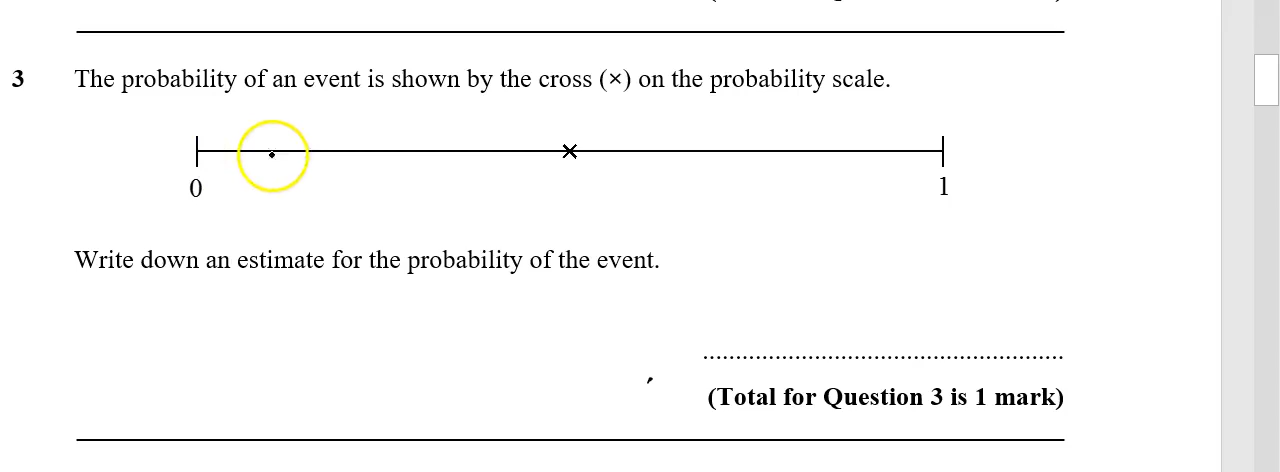 3 The probability of an event is shown by the cross (×) on the probability scale.
0 1
Write down an estimate for the probability of the event.
........................................................
(Total for Question 3 is 1 mark)